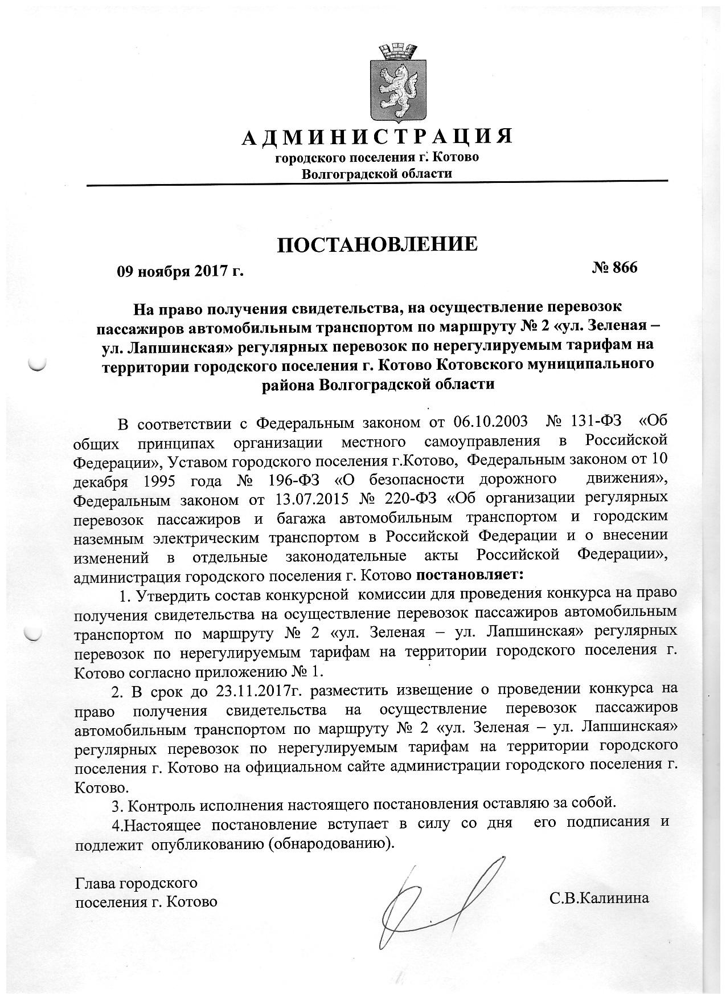 АДМИНИСТРАЦИЯ
городского поселения г. Котово
Волгоградской области
ПОСТАНОВЛЕНИЕ
09 ноября 2017 г. № 866
На право получения свидетельства, на осуществление перевозок
пассажиров автомобильным транспортом по маршруту № 2 «ул. Зеленая –
ул. Лапшинская» регулярных перевозок по нерегулируемым тарифам на
территории городского поселения г. Котово Котовского муниципального
района Волгоградской области
В соответствии с Федеральным законом от 06.10.2003 № 131-ФЗ «Об
общих принципах организации местного самоуправления в Российской
Федерации», Уставом городского поселения г.Котово, Федеральным законом от 10
декабря 1995 года № 196-ФЗ «О безопасности дорожного движения»,
Федеральным законом от 13.07.2015 № 220-ФЗ «Об организации регулярных
перевозок пассажиров и багажа автомобильным транспортом и городским
наземным электрическим транспортом в Российской Федерации и о внесении
изменений в отдельные законодательные акты Российской Федерации»,
администрация городского поселения г. Котово постановляет:
1. Утвердить состав конкурсной комиссии для проведения конкурса на право
получения свидетельства на осуществление перевозок пассажиров автомобильным
транспортом по маршруту № 2 «ул. Зеленая – ул. Лапшинская» регулярных
перевозок по нерегулируемым тарифам на территории городского поселения г.
Котово согласно приложению № 1.
2. В срок до 23.11.2017г. разместить извещение о проведении конкурса на
право получения свидетельства на осуществление перевозок пассажиров
автомобильным транспортом по маршруту № 2 «ул. Зеленая – ул. Лапшинская»
регулярных перевозок по нерегулируемым тарифам на территории городского
поселения г. Котово на официальном сайте администрации городского поселения г.
Котово.
3. Контроль исполнения настоящего постановления оставляю за собой.
4.Настоящее постановление вступает в силу со дня его подписания и
подлежит опубликованию (обнародованию).
Глава городского
поселения г. Котово С.В.Калинина